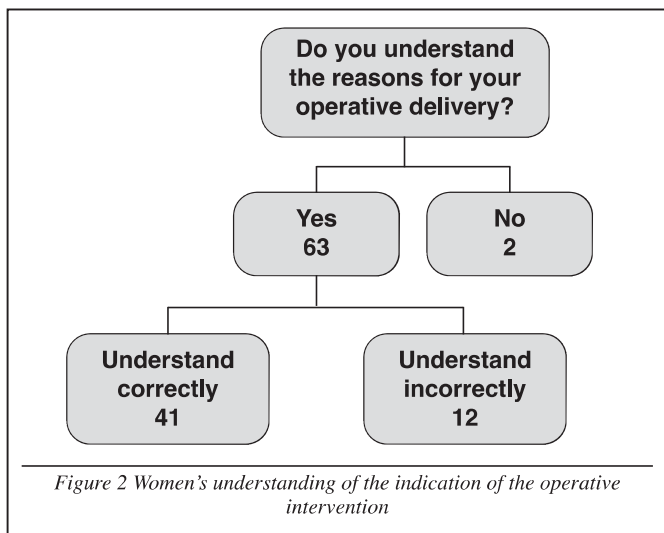 Do you understand
the reasons for your
operative delivery?
Yes
63
No
2
Understand
correctly
41
Understand
incorrectly
12
Figure 2 Women's understanding of the indication of the operative
intervention